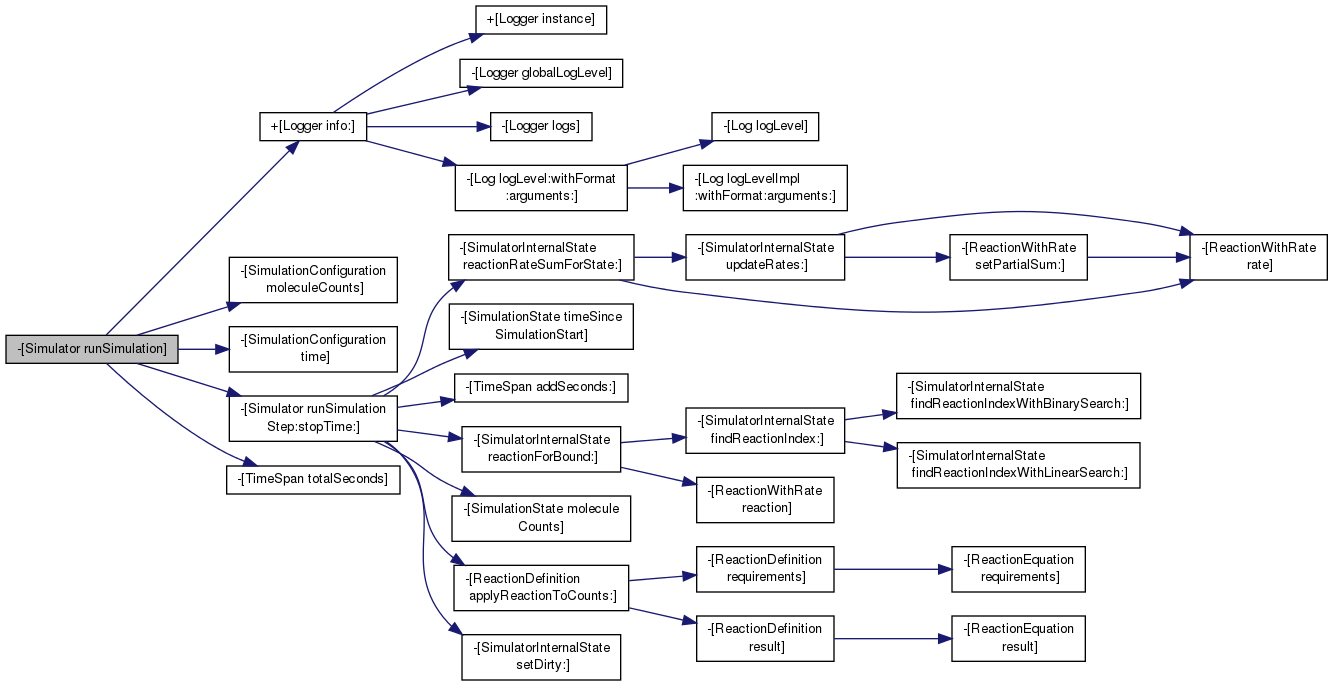 +[Logger instance]
-[Logger globalLogLevel]
+[Logger info:]
-[Logger logs]
-[Log logLevel]
-[Log logLevel:withFormat
:arguments:]
-[Log logLevelImpl
:withFormat:arguments:]
-[SimulatorInternalState
reactionRateSumForState:]
-[SimulatorInternalState
updateRates:]
-[ReactionWithRate
setPartialSum:]
-[ReactionWithRate
rate]
-[SimulationConfiguration
moleculeCounts]
-[SimulationState timeSince
SimulationStart]
-[Simulator runSimulation]
-[SimulationConfiguration
time]
-[TimeSpan addSeconds:]
-[Simulator runSimulation
Step:stopTime:]
-[SimulatorInternalState
reactionForBound:]
-[SimulatorInternalState
findReactionIndex:]
-[SimulatorInternalState
findReactionIndexWithBinarySearch:]
-[SimulatorInternalState
findReactionIndexWithLinearSearch:]
-[TimeSpan totalSeconds]
-[ReactionWithRate
reaction]
-[SimulationState molecule
Counts]
-[ReactionDefinition
applyReactionToCounts:]
-[ReactionDefinition
requirements]
-[ReactionEquation
requirements]
-[ReactionDefinition
result]
-[ReactionEquation
result]
-[SimulatorInternalState
setDirty:]